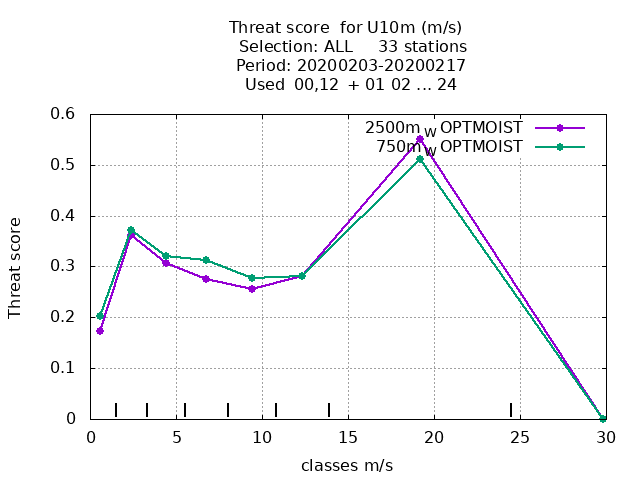 Threat score  for U10m (m/s)
Selection: ALL     33 stations
Period: 20200203-20200217
Used  00,12  + 01 02 ... 24
2500m_W OPTMOIST
750m_W OPTMOIST
0.6
0.5
0.4
0.3
0.2
0.1
0
Threat score
0 5 10 15 20 25 30
classes m/s